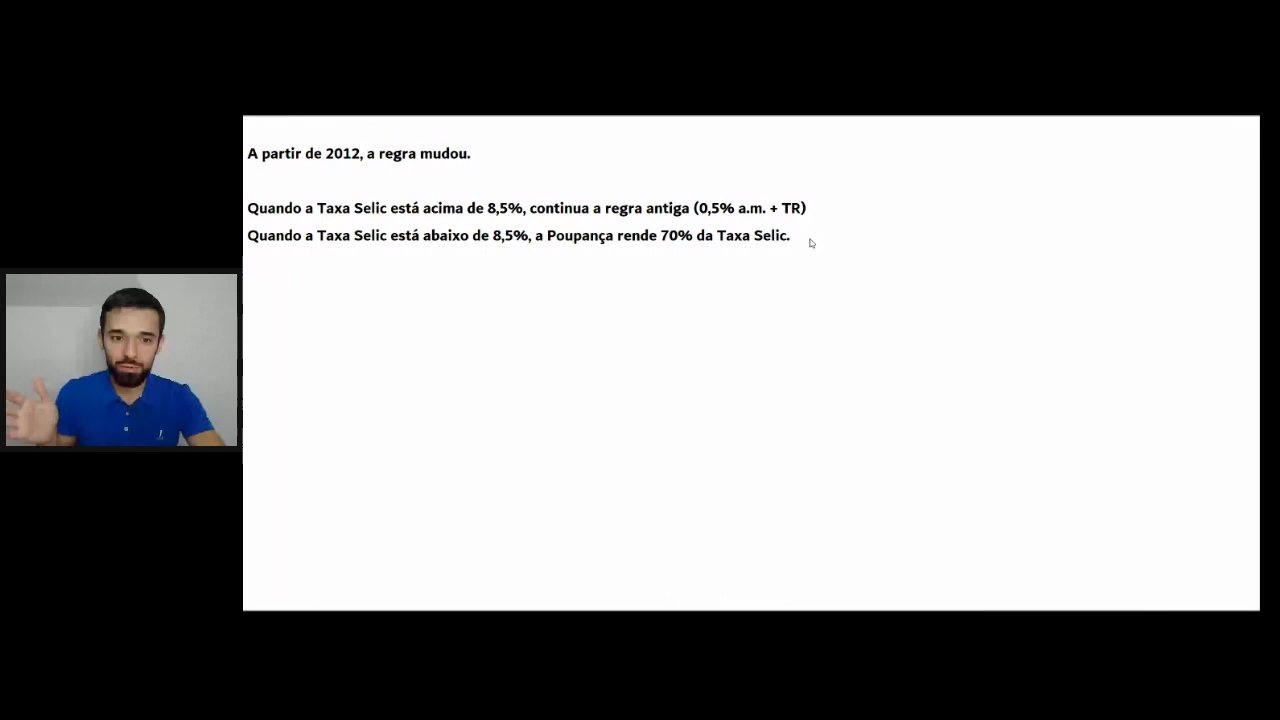 A partir de 2012, a regra mudou.
Quando a Taxa Selic está acima de 8,5%, continua a regra antiga (0,5% a.m. + TR)
Quando a Taxa Selic está abaixo de 8,5%, a Poupança rende 70% da Taxa Selic.